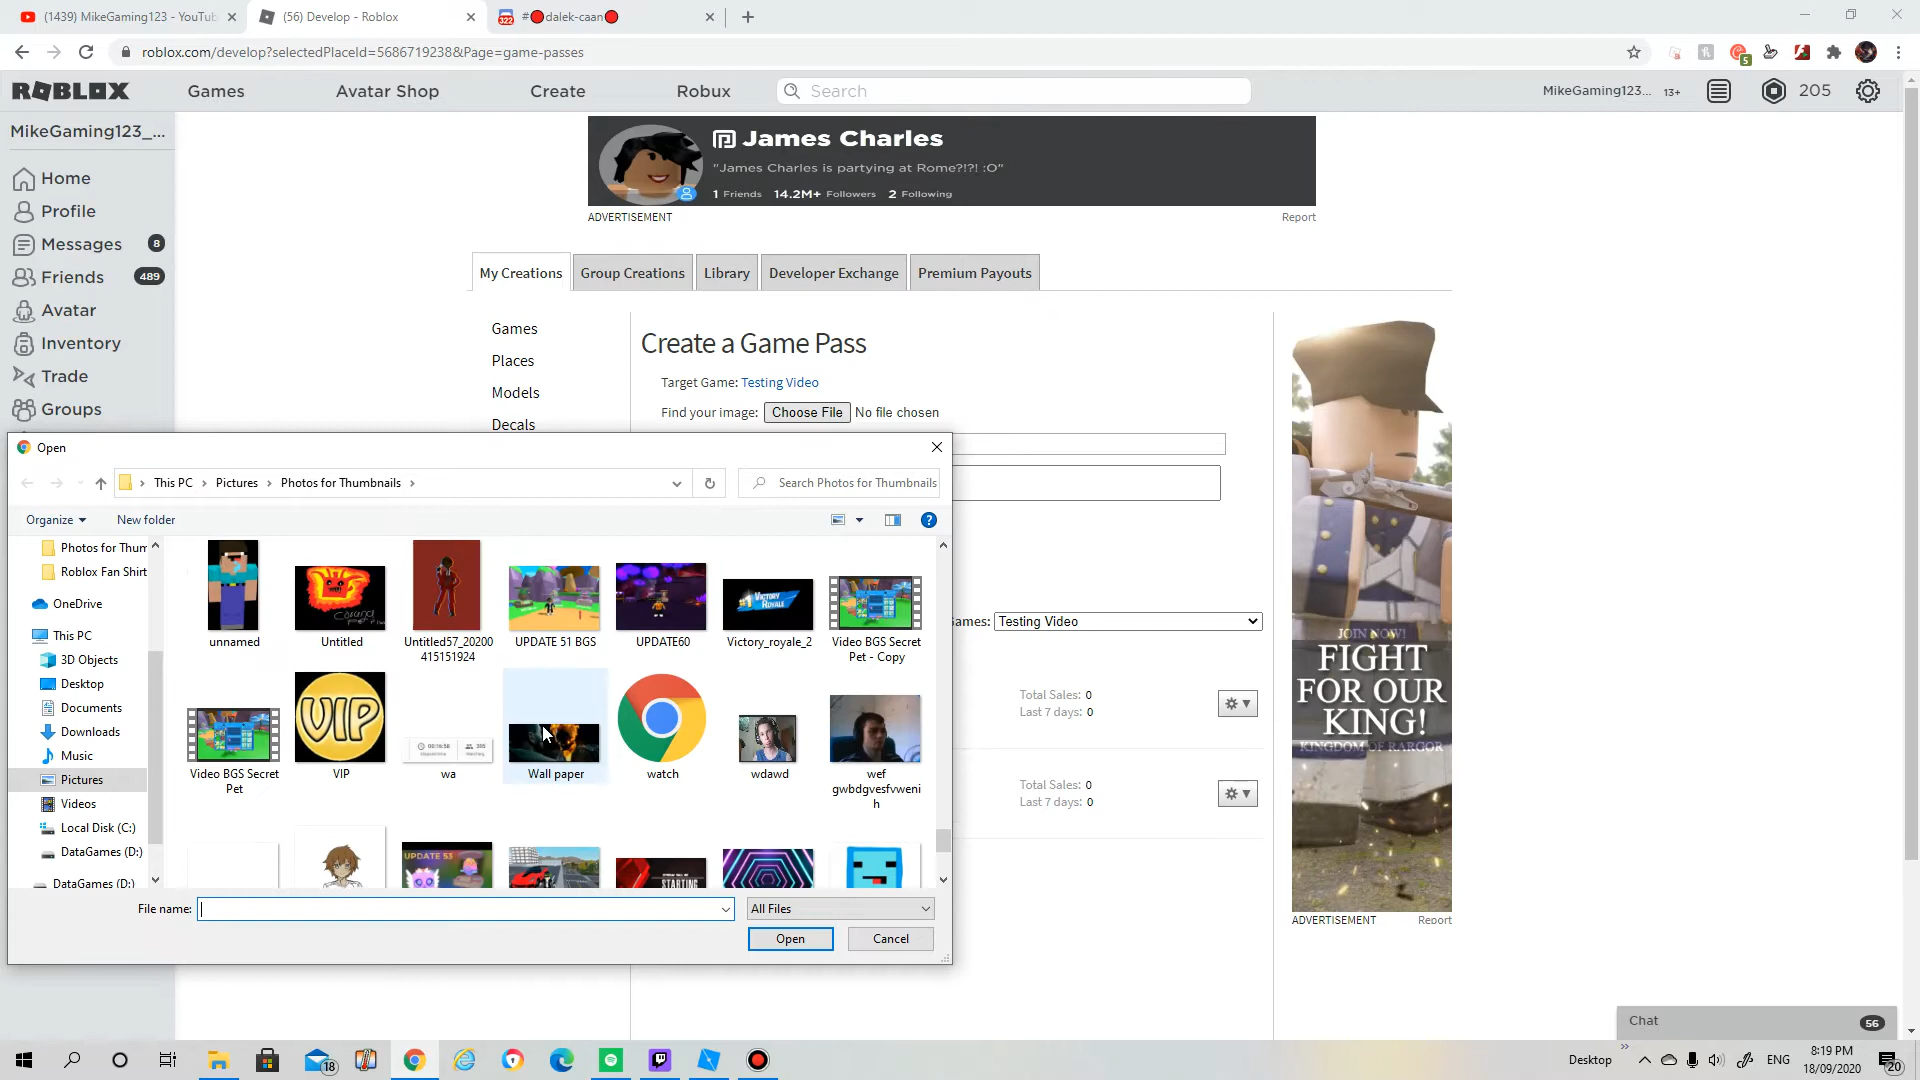 (1439) MikeGaming123 - YouTub
(56) Develop - Roblox
322
#🔴dalek-caan🔴
roblox.com/develop?selectedPlaceId=5686719238&Page=game-passes
5
ROBLOX
Games
Avatar Shop
Create
Robux
Search
MikeGaming123... 13+
205
MikeGaming123_...
Home
Profile
Messages 8
Friends 489
Avatar
Inventory
Trade
Groups
James Charles
"James Charles is partying at Rome?!?! :O"
1 Friends 14.2M+ Followers 2 Following
ADVERTISEMENT
Report
My Creations
Group Creations
Library
Developer Exchange
Premium Payouts
Games
Places
Models
Decals
Create a Game Pass
Target Game: Testing Video
Find your image: Choose File No file chosen
ames: Testing Video
Total Sales: 0
Last 7 days: 0
Total Sales: 0
Last 7 days: 0
Open
This PC
Pictures
Photos for Thumbnails
Search Photos for Thumbnails
Organize
New folder
Photos for Thum
Roblox Fan Shirt
OneDrive
This PC
3D Objects
Desktop
Documents
Downloads
Music
Pictures
Videos
Local Disk (C:)
DataGames (D:)
DataGames (D:)
unnamed
Untitled
Untitled57_20200
415151924
UPDATE 51 BGS
UPDATE60
#1 VICTORY ROYALE
Victory_royale_2
Video BGS Secret
Pet - Copy
Video BGS Secret
Pet
VIP
VIP
wa
Wall paper
watch
wdawd
wef
gwbdgvesfvweni
h
UPDATE 53
STARTING
File name:
All Files
Open
Cancel
JOIN NOW!
FIGHT
FOR OUR
KING!
KINGDOM OF RARGOR
ADVERTISEMENT
Report
Chat
56
18
Desktop
ENG
8:19 PM
18/09/2020
20